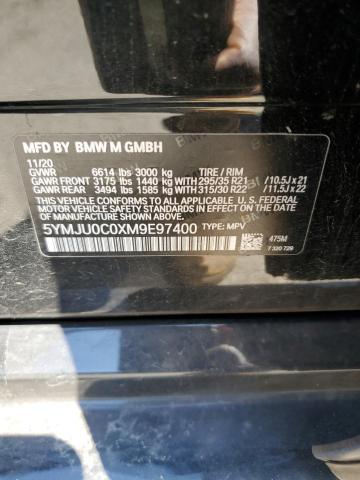 MFD BY BMW M GMBH
11/20
GVWR 6614 lbs 3000 kg TIRE / RIM
GAWR FRONT 3175 lbs 1440 kg 295/35 R21 /10.5J x 21
GAWR REAR 3494 lbs 1585 kg 315/30 R22 /11.5J x 22
THIS VEHICLE CONFORMS TO ALL APPLICABLE U.S. FEDERAL
MOTOR VEHICLE SAFETY STANDARDS IN EFFECT ON
THE DATE OF MANUFACTURE SHOWN ABOVE.
5YMJU0C0XM9E97400 TYPE: MPV
475M
7 320 729